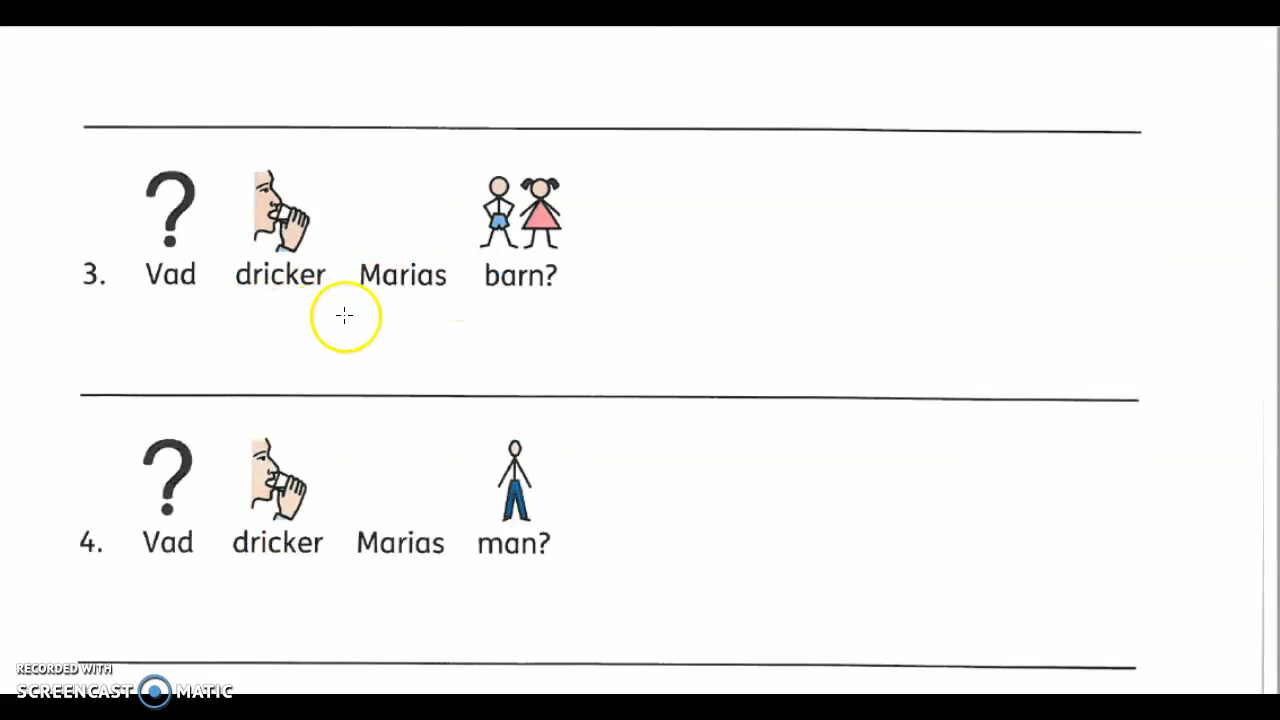 3. Vad dricker Marias barn?
4. Vad dricker Marias man?
RECORDED WITH
SCREENCAST MATIC